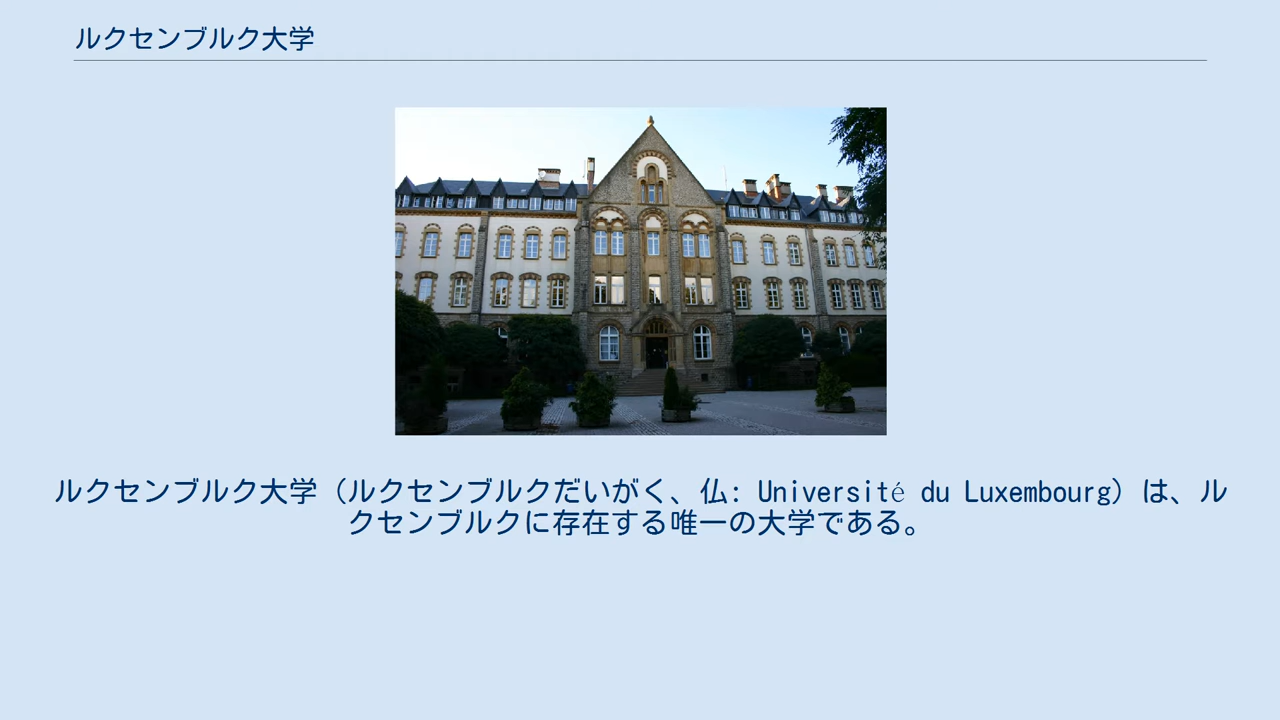 ルクセンブルク大学
ルクセンブルク大学（ルクセンブルクだいがく、仏: Université du Luxembourg）は、ル
クセンブルクに存在する唯一の大学である。